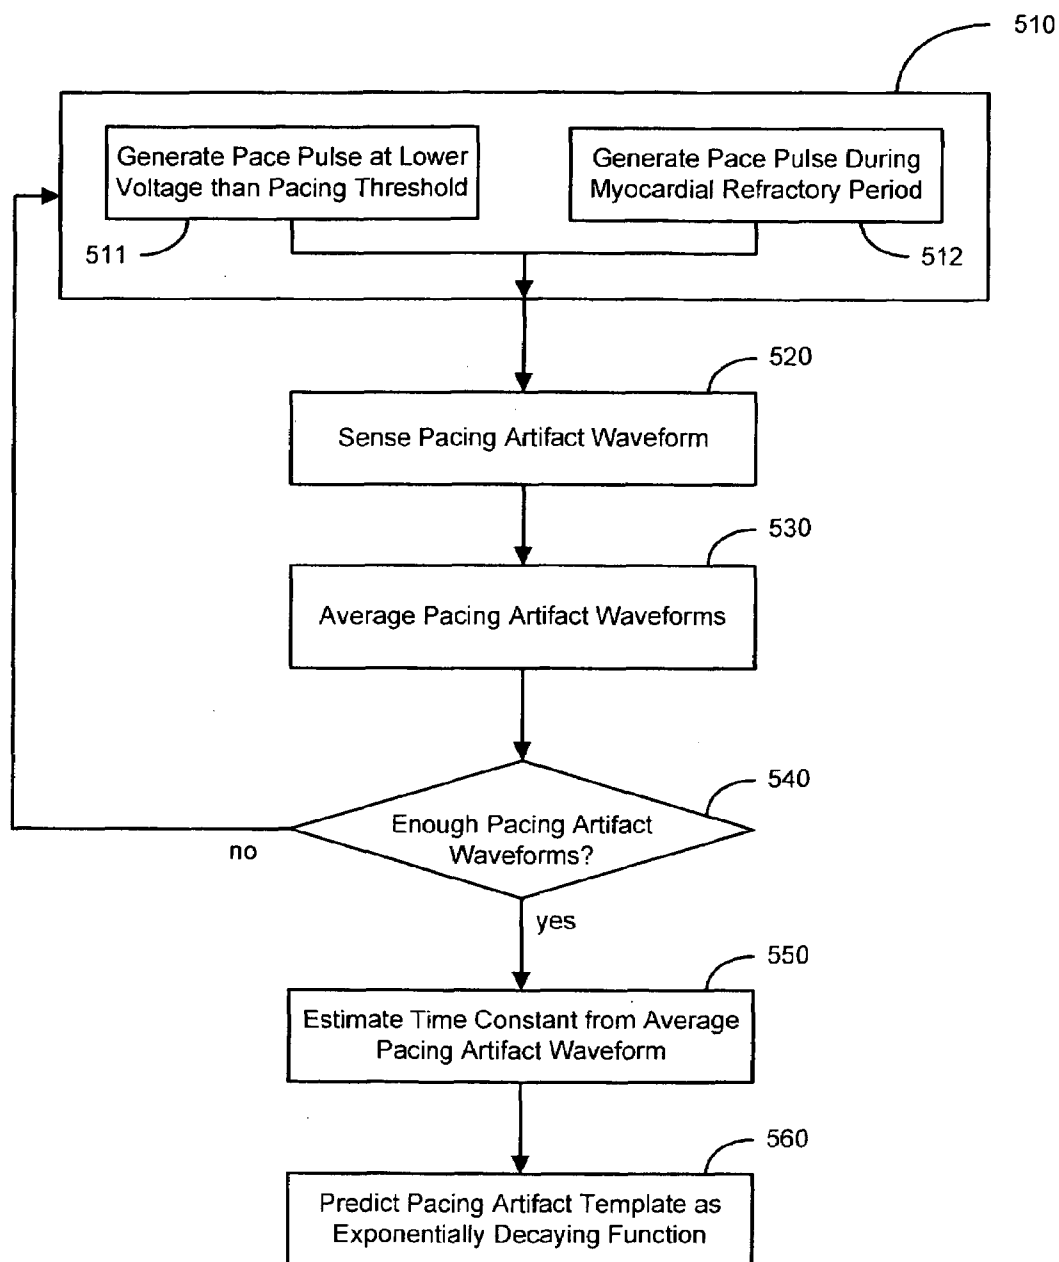 510
Generate Pace Pulse at Lower
Voltage than Pacing Threshold
Generate Pace Pulse During
Myocardial Refractory Period
511
512
520
Sense Pacing Artifact Waveform
530
Average Pacing Artifact Waveforms
540
Enough Pacing Artifact
Waveforms?
no
yes
550
Estimate Time Constant from Average
Pacing Artifact Waveform
560
Predict Pacing Artifact Template as
Exponentially Decaying Function